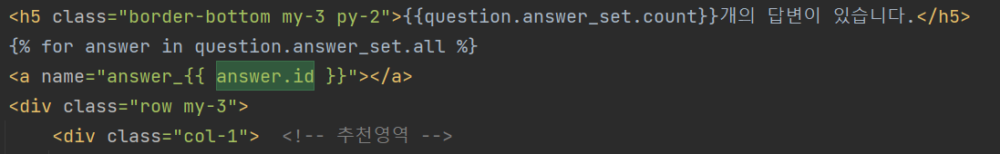 <h5 class="border-bottom my-3 py-2">{{question.answer_set.count}}개의 답변이 있습니다.</h5>
{% for answer in question.answer_set.all %}
<a name="answer_{{ answer.id }}"></a>
<div class="row my-3">
    <div class="col-1">  <!-- 추천영역 -->